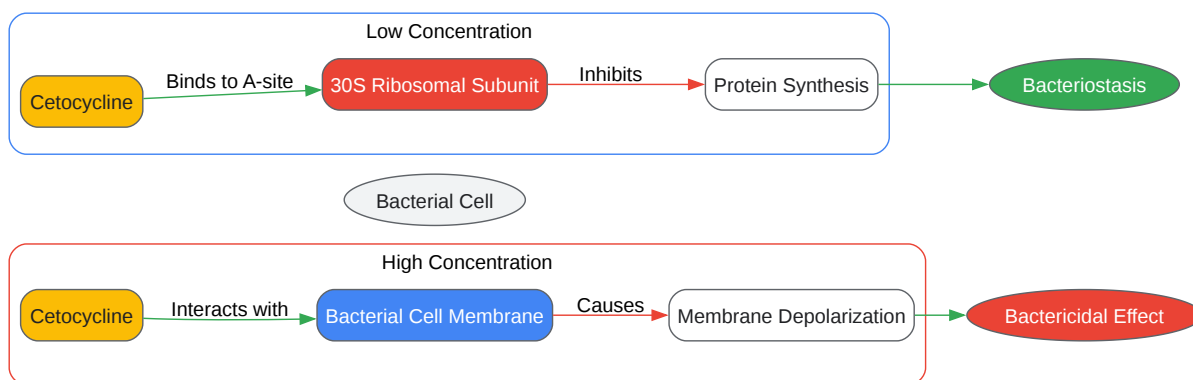 Low Concentration
Cetocycline
Binds to A-site
30S Ribosomal Subunit
Inhibits
Protein Synthesis
Bacteriostasis
Bacterial Cell
High Concentration
Cetocycline
Interacts with
Bacterial Cell Membrane
Causes
Membrane Depolarization
Bactericidal Effect